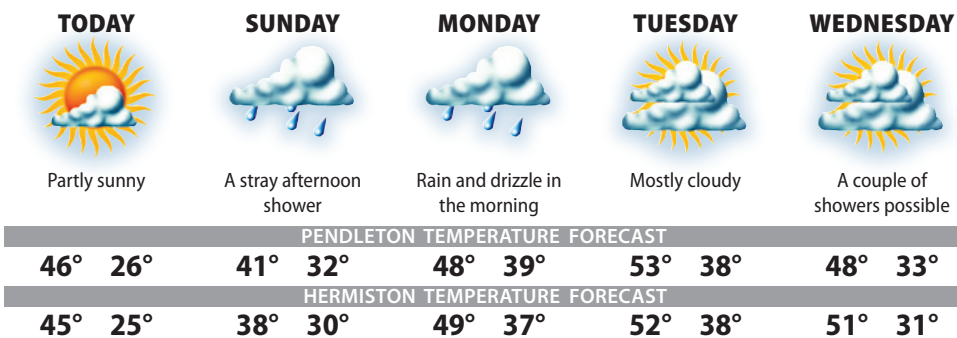 TODAY SUNDAY MONDAY TUESDAY WEDNESDAY
Partly sunny A stray afternoon Rain and drizzle in Mostly cloudy A couple of
shower the morning showers possible
PENDLETON TEMPERATURE FORECAST
46° 26° 41° 32° 48° 39° 53° 38° 48° 33°
HERMISTON TEMPERATURE FORECAST
45° 25° 38° 30° 49° 37° 52° 38° 51° 31°